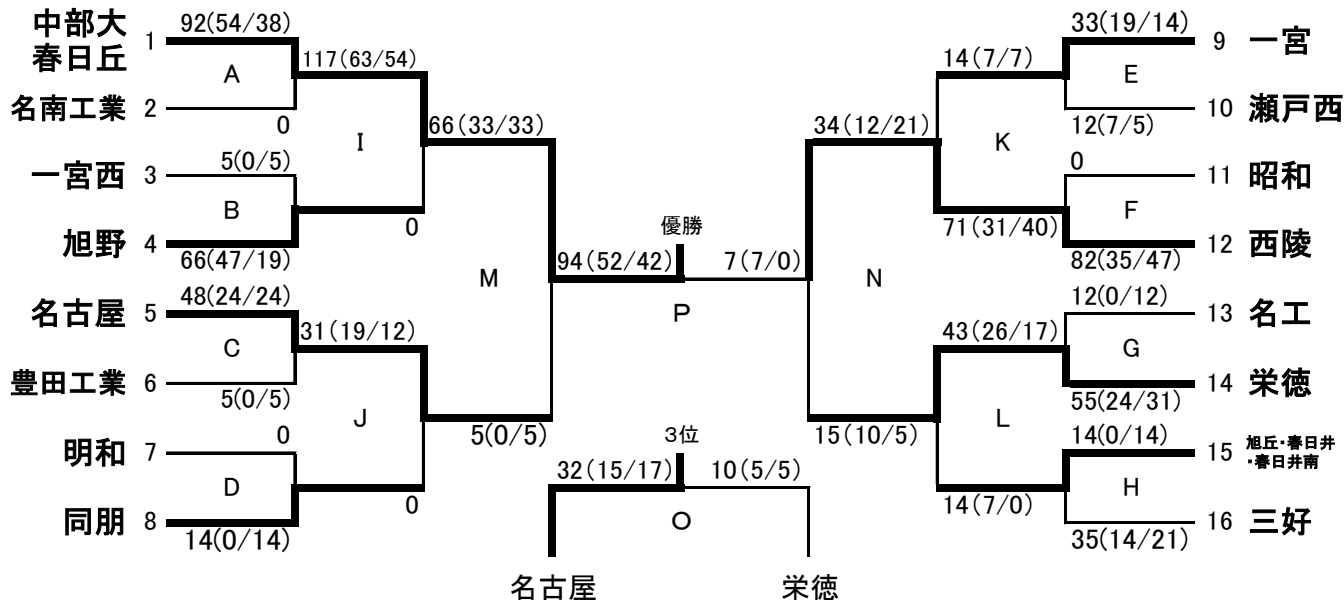 中部大
春日丘
1
92(54/38)
A
名南工業
2
0
117(63/54)
I
一宮西
3
5(0/5)
B
旭野
4
66(47/19)
0
66(33/33)
M
名古屋
5
48(24/24)
C
豊田工業
6
5(0/5)
31(19/12)
J
明和
7
0
D
同朋
8
14(0/14)
0
5(0/5)
優勝
94(52/42)
7(7/0)
P
3位
32(15/17)
10(5/5)
O
名古屋
栄徳
33(19/14)
9
一宮
E
10
瀬戸西
12(7/5)
14(7/7)
K
0
11
昭和
F
12
西陵
82(35/47)
71(31/40)
34(12/21)
N
12(0/12)
13
名工
G
14
栄徳
55(24/31)
43(26/17)
L
14(0/14)
15
旭丘・春日井
・春日井南
H
16
三好
35(14/21)
14(7/0)
15(10/5)